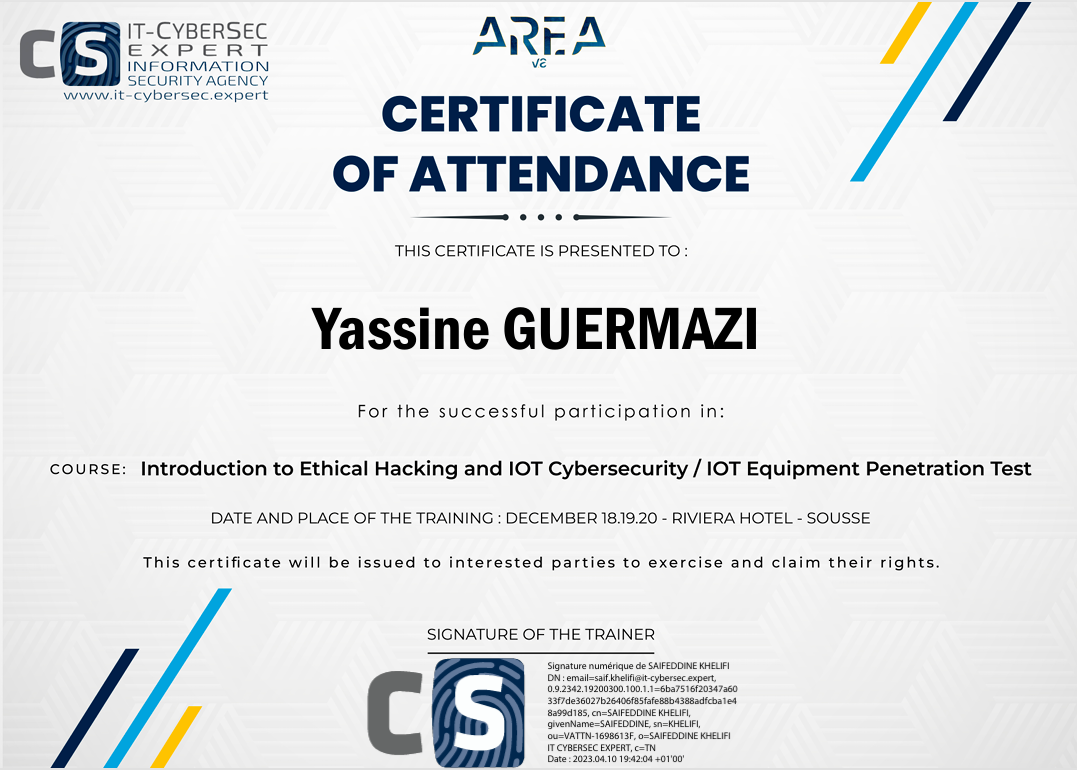 CS IT-CYBERSEC
EXPERT
INFORMATION
SECURITY AGENCY
www.it-cybersec.expert
AREA
V2
CERTIFICATE
OF ATTENDANCE
THIS CERTIFICATE IS PRESENTED TO :
Yassine GUERMAZI
For the successful participation in:
COURSE: Introduction to Ethical Hacking and IOT Cybersecurity / IOT Equipment Penetration Test
DATE AND PLACE OF THE TRAINING : DECEMBER 18.19.20 - RIVIERA HOTEL - SOUSSE
This certificate will be issued to interested parties to exercise and claim their rights.
SIGNATURE OF THE TRAINER
CS
Signature numérique de SAIFEDDINE KHELIFI
DN : email=saif.khelifi@it-cybersec.expert,
0.9.2342.19200300.100.1.1=6ba7516f20347a60
33f7de36027b26406f85fafe88b4388adfcba1e4
8a99d185, cn=SAIFEDDINE KHELIFI,
givenName=SAIFEDDINE, sn=KHELIFI,
ou=VATTN-1698613F, o=SAIFEDDINE KHELIFI
IT CYBERSEC EXPERT, c=TN
Date : 2023.04.10 19:42:04 +01'00'